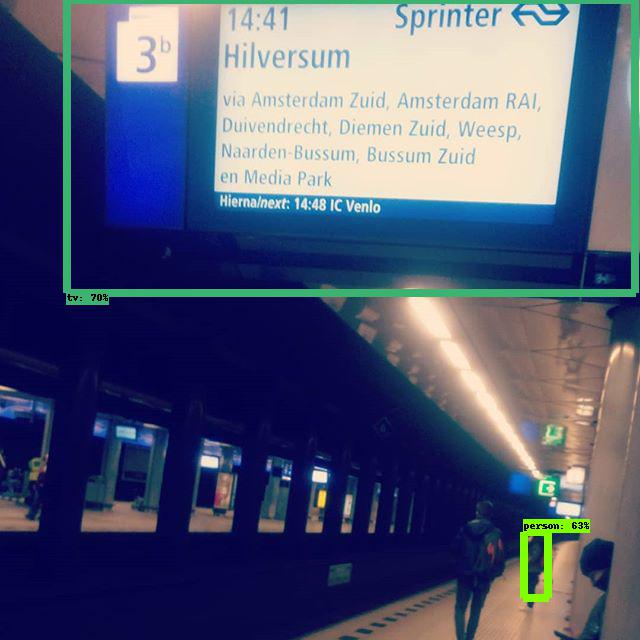 14:41
Sprinter
3b
Hilversum
via Amsterdam Zuid, Amsterdam RAI,
Duivendrecht, Diemen Zuid, Weesp,
Naarden-Bussum, Bussum Zuid
en Media Park
Hierna/next: 14:48 IC Venlo
tv: 70%
person: 63%